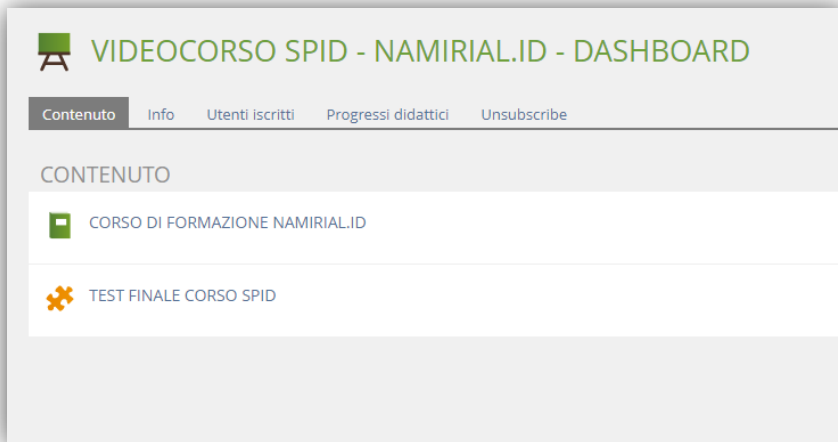 VIDEOCORSO SPID - NAMIRIAL.ID - DASHBOARD
Contenuto Info Utenti iscritti Progressi didattici Unsubscribe
CONTENUTO
CORSO DI FORMAZIONE NAMIRIAL.ID
TEST FINALE CORSO SPID